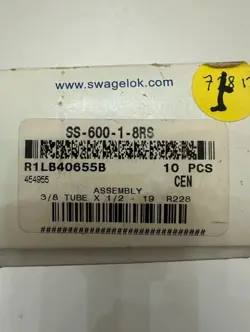 www.swagelok.com
SS-600-1-8RS
R1LB40655B 10 PCS
454955 CEN
ASSEMBLY
3/8 TUBE X 1/2 - 19 R228